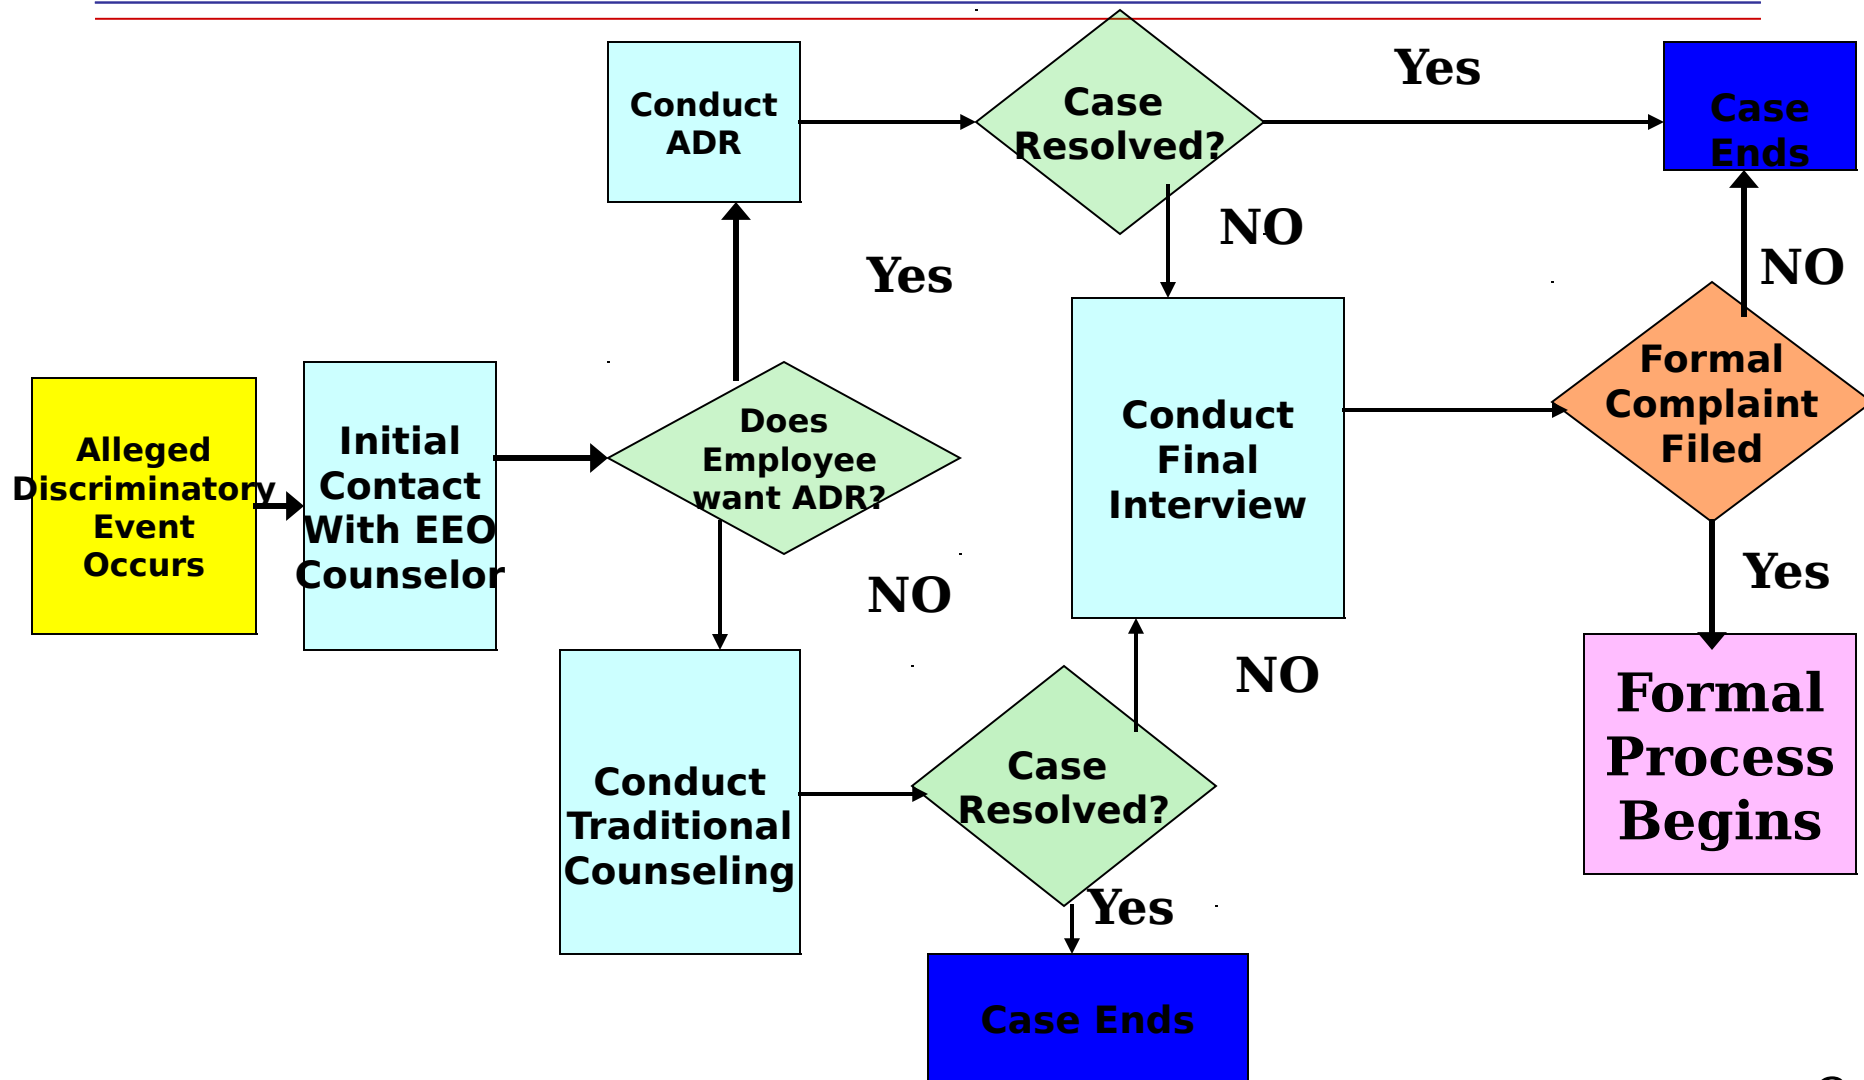 Conduct
ADR
Case
Resolved?
Yes
Case
Ends
NO
Yes
NO
Alleged
Discriminatory
Event
Occurs
Initial
Contact
With EEO
Counselor
Does
Employee
want ADR?
Conduct
Final
Interview
Formal
Complaint
Filed
NO
Yes
NO
Formal
Process
Begins
Conduct
Traditional
Counseling
Case
Resolved?
Yes
Case Ends